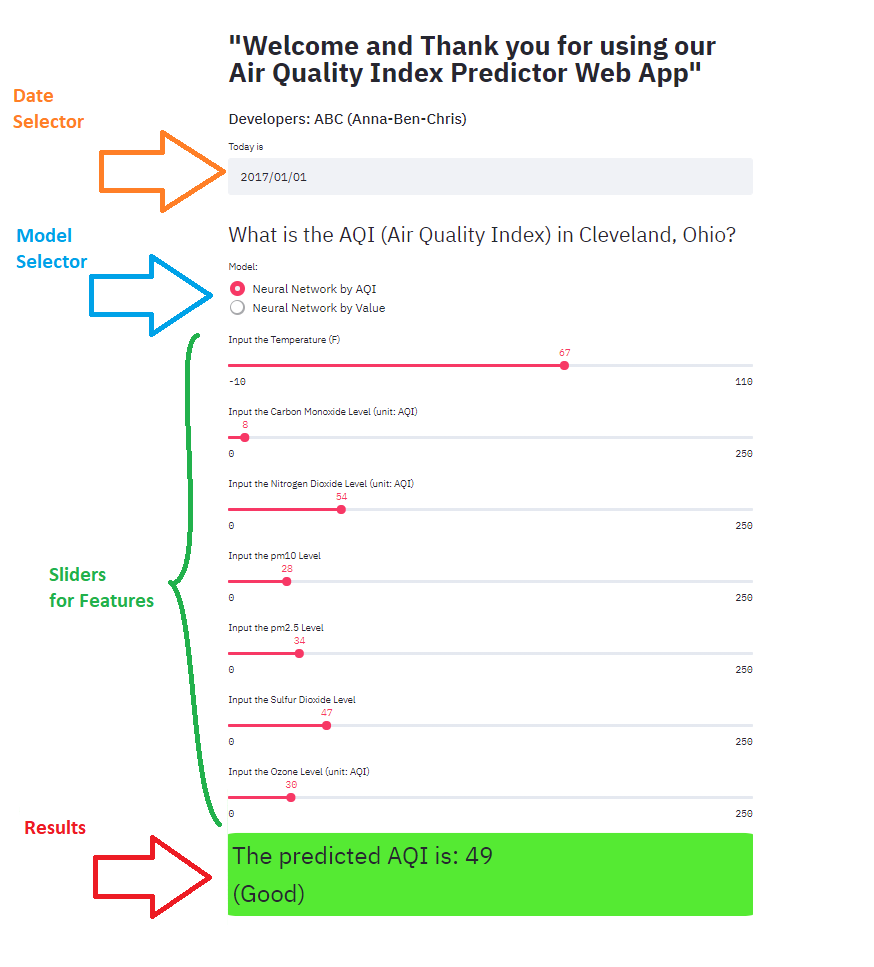 "Welcome and Thank you for using our
Air Quality Index Predictor Web App"
Date
Selector
Developers: ABC (Anna-Ben-Chris)
Today is
2017/01/01
Model
Selector
What is the AQI (Air Quality Index) in Cleveland, Ohio?
Model:
Neural Network by AQI
Neural Network by Value
Input the Temperature (F)
67
-10 110
Input the Carbon Monoxide Level (unit: AQI)
8
0 250
Input the Nitrogen Dioxide Level (unit: AQI)
54
0 250
Input the pm10 Level
28
0 250
Sliders
for Features
Input the pm2.5 Level
34
0 250
Input the Sulfur Dioxide Level
47
0 250
Input the Ozone Level (unit: AQI)
30
0 250
Results
The predicted AQI is: 49
(Good)